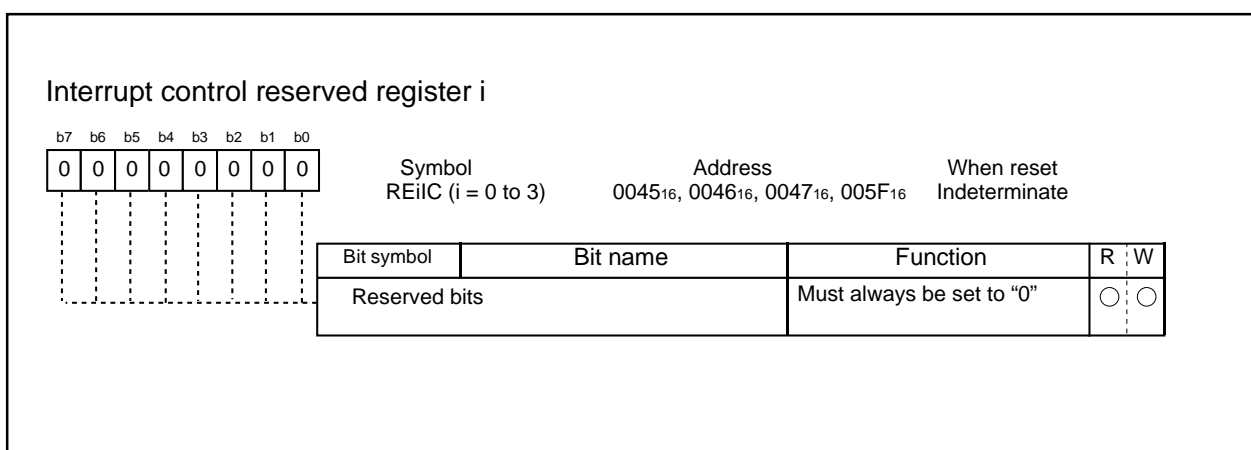 Interrupt control reserved register i
b7 b6 b5 b4 b3 b2 b1 b0
0 0 0 0 0 0 0 0
Symbol Address When reset
REiIC (i = 0 to 3) 004516, 004616, 004716, 005F16 Indeterminate
Bit symbol Bit name Function R W
Reserved bits Must always be set to “0” ○ ○